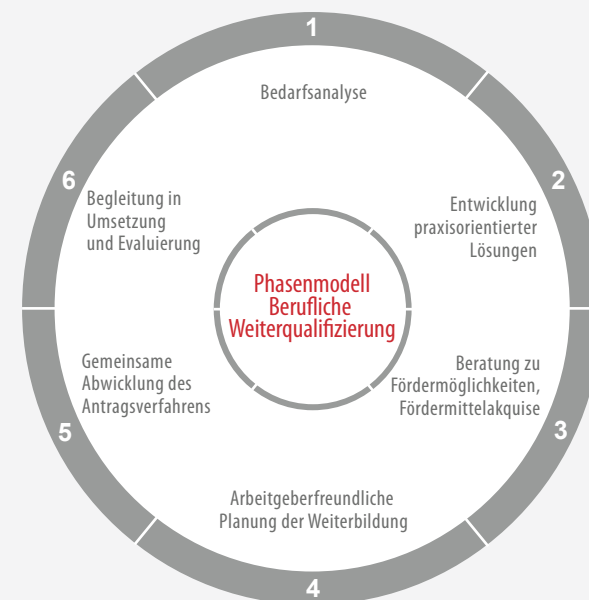 1
Bedarfsanalyse
2
Entwicklung
praxisorientierter
Lösungen
3
Beratung zu
Fördermöglichkeiten,
Fördermittelakquise
4
Arbeitgeberfreundliche
Planung der Weiterbildung
5
Gemeinsame
Abwicklung des
Antragsverfahrens
6
Begleitung in
Umsetzung
und Evaluierung
Phasenmodell
Berufliche
Weiterqualifizierung